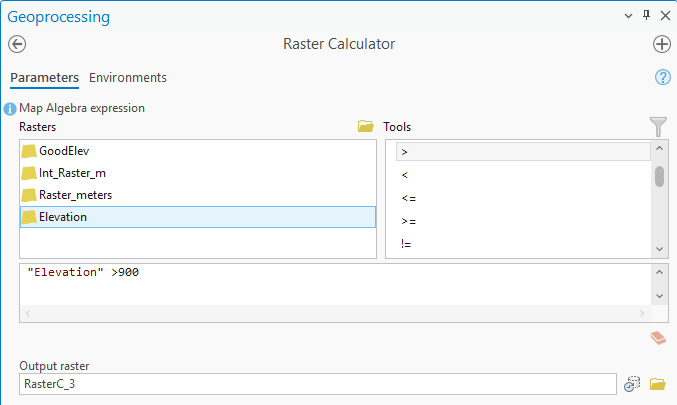 Geoprocessing
Raster Calculator
Parameters Environments
?
i Map Algebra expression
Rasters
Tools
GoodElev
Int_Raster_m
Raster_meters
Elevation
>
<
<=
>=
!=
"Elevation" >900
Output raster
RasterC_3